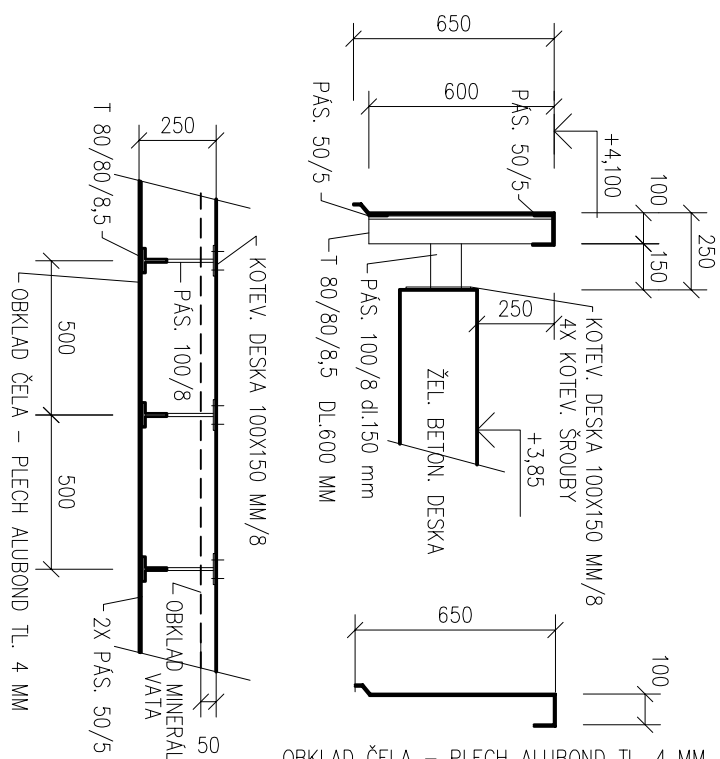 650
600
PÁS. 50/5
PÁS. 50/5
+4,100
100
150
250
250
KOTEV. DESKA 100X150 MM/8
4X KOTEV. ŠROUBY
ŽEL. BETON. DESKA
+3,85
PÁS. 100/8 dl.150 mm
T 80/80/8,5 DL.600 MM
650
100
OBKLAD ČELA – PLECH ALUBOND TL. 4 MM
250
T 80/80/8,5
KOTEV. DESKA 100X150 MM/8
PÁS. 100/8
500
500
OBKLAD ČELA – PLECH ALUBOND TL. 4 MM
2X PÁS. 50/5
OBKLAD MINERÁL
VATA
50